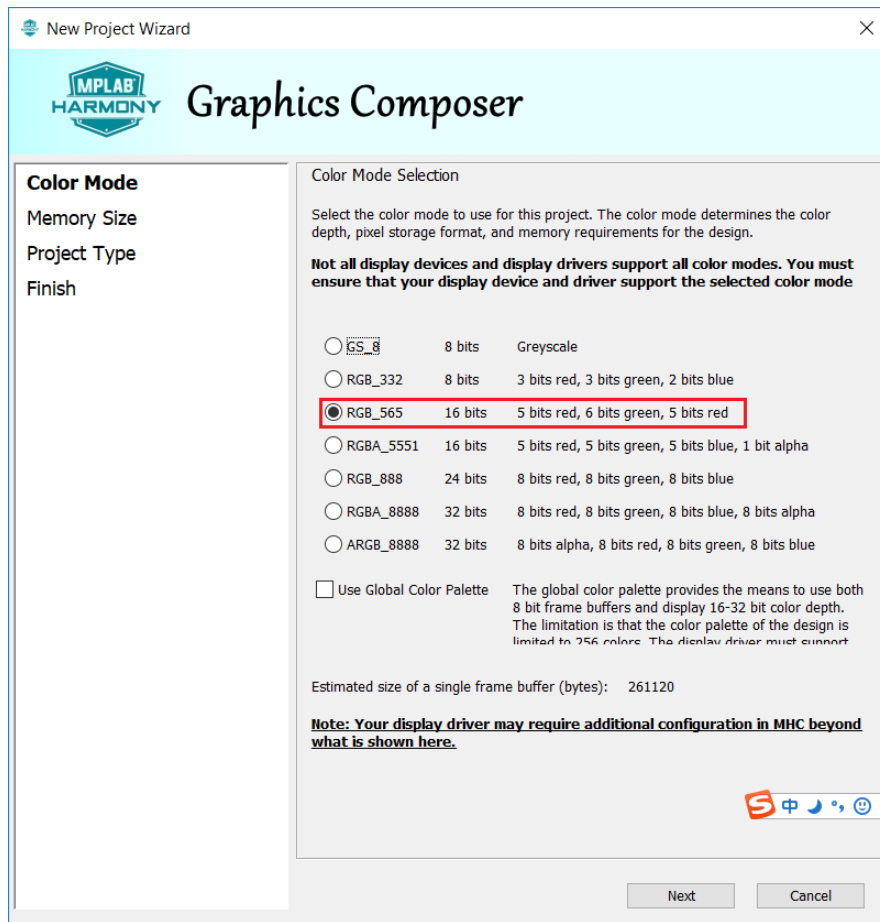 New Project Wizard
MPLAB
HARMONY
Graphics Composer
Color Mode
Memory Size
Project Type
Finish
Color Mode Selection
Select the color mode to use for this project. The color mode determines the color
depth, pixel storage format, and memory requirements for the design.
Not all display devices and display drivers support all color modes. You must
ensure that your display device and driver support the selected color mode
GS_8 8 bits Greyscale
RGB_332 8 bits 3 bits red, 3 bits green, 2 bits blue
RGB_565 16 bits 5 bits red, 6 bits green, 5 bits red
RGBA_5551 16 bits 5 bits red, 5 bits green, 5 bits blue, 1 bit alpha
RGB_888 24 bits 8 bits red, 8 bits green, 8 bits blue
RGBA_8888 32 bits 8 bits red, 8 bits green, 8 bits blue, 8 bits alpha
ARGB_8888 32 bits 8 bits alpha, 8 bits red, 8 bits green, 8 bits blue
Use Global Color Palette The global color palette provides the means to use both
8 bit frame buffers and display 16-32 bit color depth.
The limitation is that the color palette of the design is
limited to 256 colors. The display driver must support
Estimated size of a single frame buffer (bytes): 261120
Note: Your display driver may require additional configuration in MHC beyond
what is shown here.
S 中 °,
Next Cancel